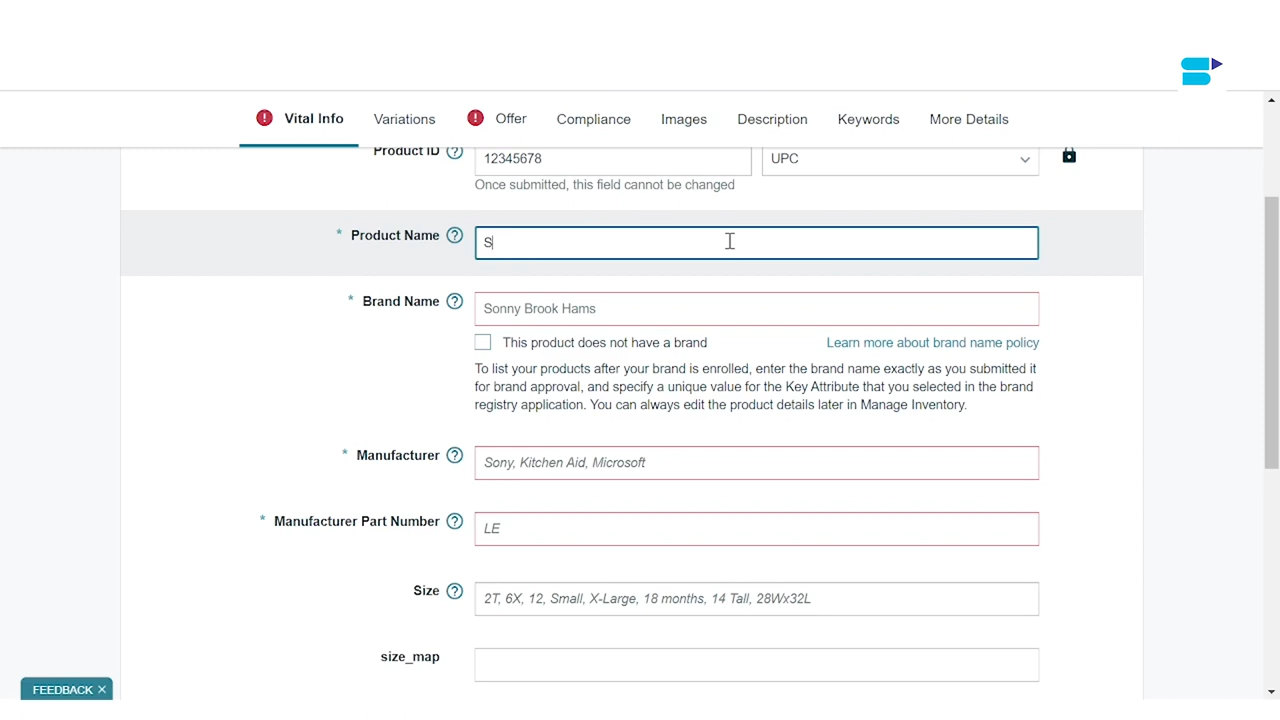 Vital Info
Variations
Offer
Compliance
Images
Description
Keywords
More Details
Product ID
12345678
UPC
Once submitted, this field cannot be changed
* Product Name
S
* Brand Name
Sonny Brook Hams
This product does not have a brand
Learn more about brand name policy
To list your products after your brand is enrolled, enter the brand name exactly as you submitted it
for brand approval, and specify a unique value for the Key Attribute that you selected in the brand
registry application. You can always edit the product details later in Manage Inventory.
* Manufacturer
Sony, Kitchen Aid, Microsoft
* Manufacturer Part Number
LE
Size
2T, 6X, 12, Small, X-Large, 18 months, 14 Tall, 28Wx32L
size_map
FEEDBACK ×